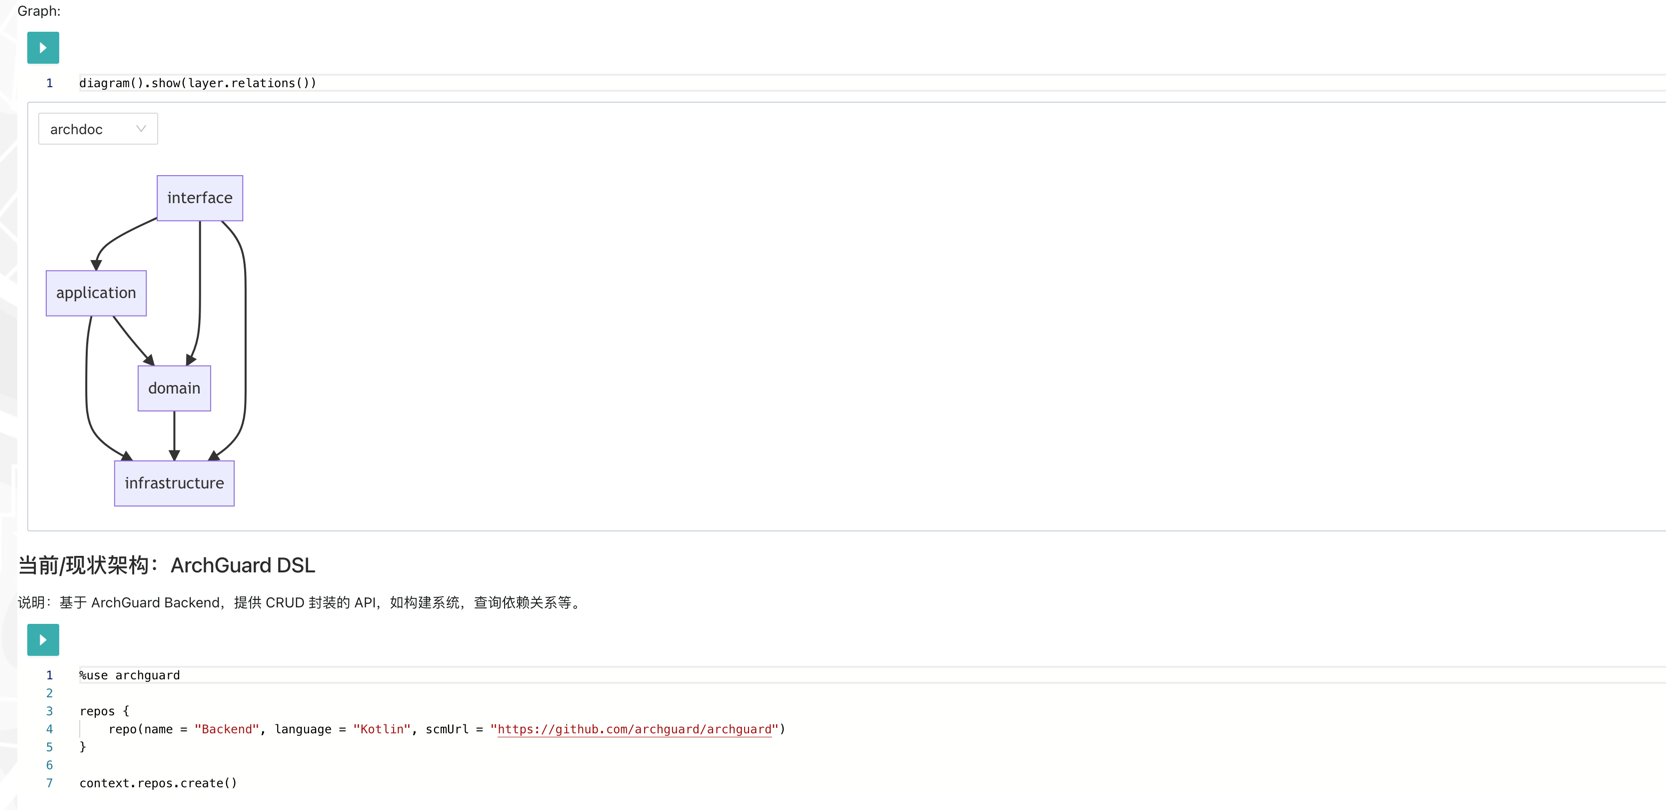 Graph:
1 diagram().show(layer.relations())
archdoc
interface
application
domain
infrastructure
当前/现状架构：ArchGuard DSL
说明：基于 ArchGuard Backend，提供 CRUD 封装的 API，如构建系统，查询依赖关系等。
1 %use archguard
2
3 repos {
4 repo(name = "Backend", language = "Kotlin", scmUrl = "https://github.com/archguard/archguard")
5 }
6
7 context.repos.create()